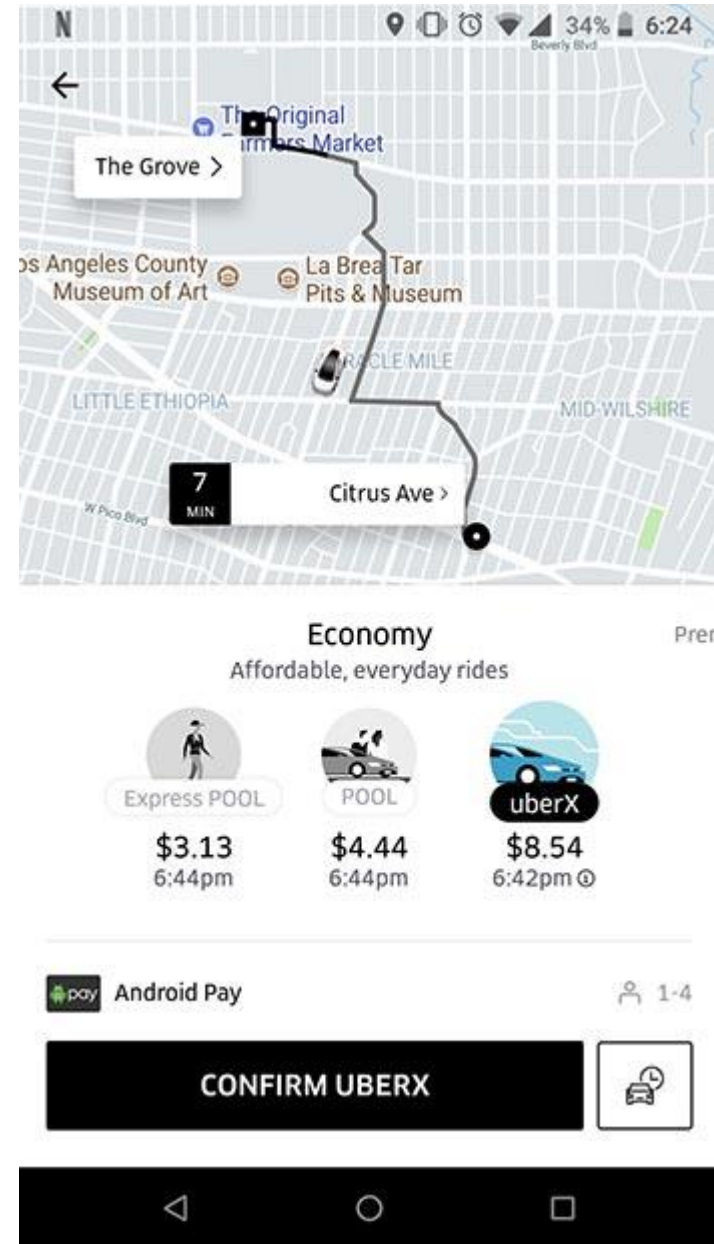 N 34% 6:24
Beverly Blvd
The Original
Farmers Market
The Grove >
os Angeles County
Museum of Art
La Brea Tar
Pits & Museum
RACLE MILE
LITTLE ETHIOPIA
MID-WILSHIRE
7
MIN
Citrus Ave >
W Pico Blvd
Economy
Prer
Affordable, everyday rides
Express POOL
POOL
uberX
$3.13
$4.44
$8.54
6:44pm
6:44pm
6:42pm
pay Android Pay
1-4
CONFIRM UBERX